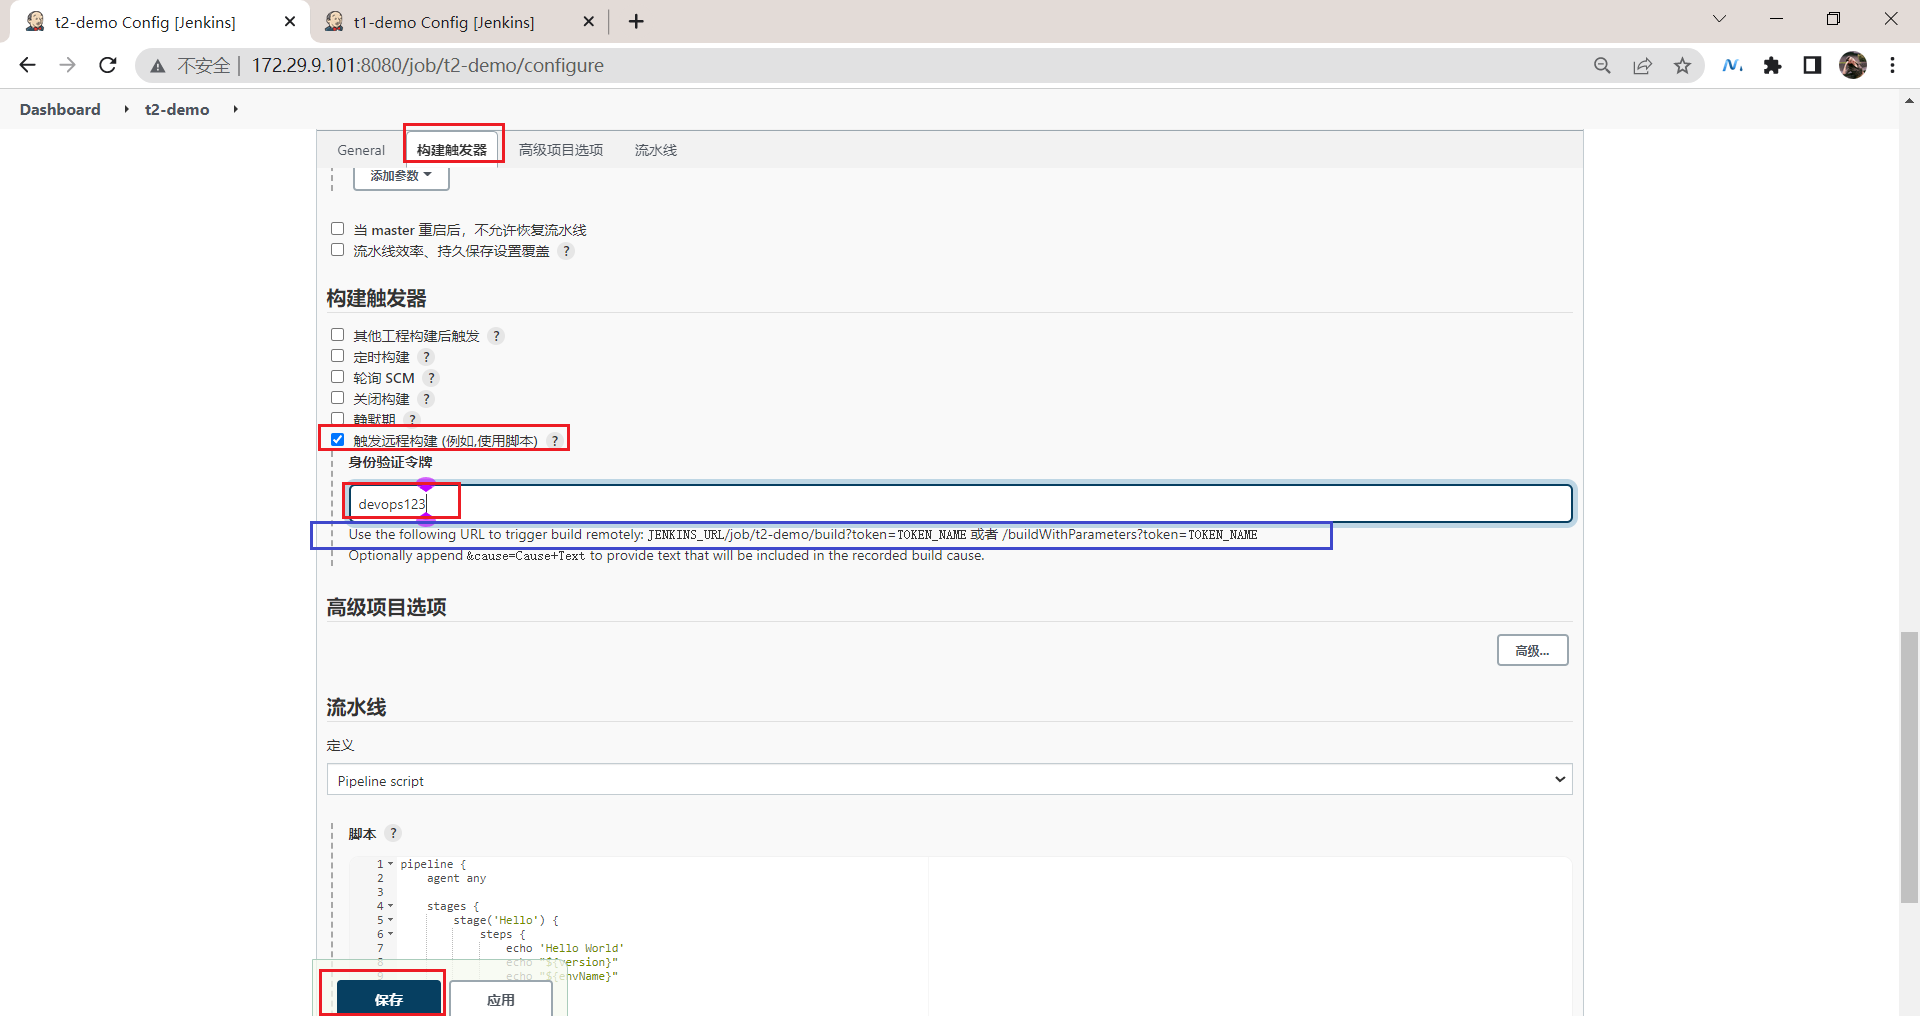 t2-demo Config [Jenkins]
t1-demo Config [Jenkins]
不安全 | 172.29.9.101:8080/job/t2-demo/configure
Dashboard
t2-demo
General 构建触发器 高级项目选项 流水线
添加参数
当 master 重启后，不允许恢复流水线
流水线效率、持久保存设置覆盖 ?
构建触发器
其他工程构建后触发 ?
定时构建 ?
轮询 SCM ?
关闭构建 ?
静默期 ?
触发远程构建 (例如,使用脚本) ?
身份验证令牌
devops123
Use the following URL to trigger build remotely: JENKINS_URL/job/t2-demo/build?token=TOKEN_NAME 或者 /buildWithParameters?token=TOKEN_NAME
Optionally append &cause=Cause+Text to provide text that will be included in the recorded build cause.
高级项目选项
高级...
流水线
定义
Pipeline script
脚本 ?
1 pipeline {
2 agent any
3
4 stages {
5 stage('Hello') {
6 steps {
7 echo 'Hello World'
8 echo "${version}"
9 echo "${envName}"
保存
应用